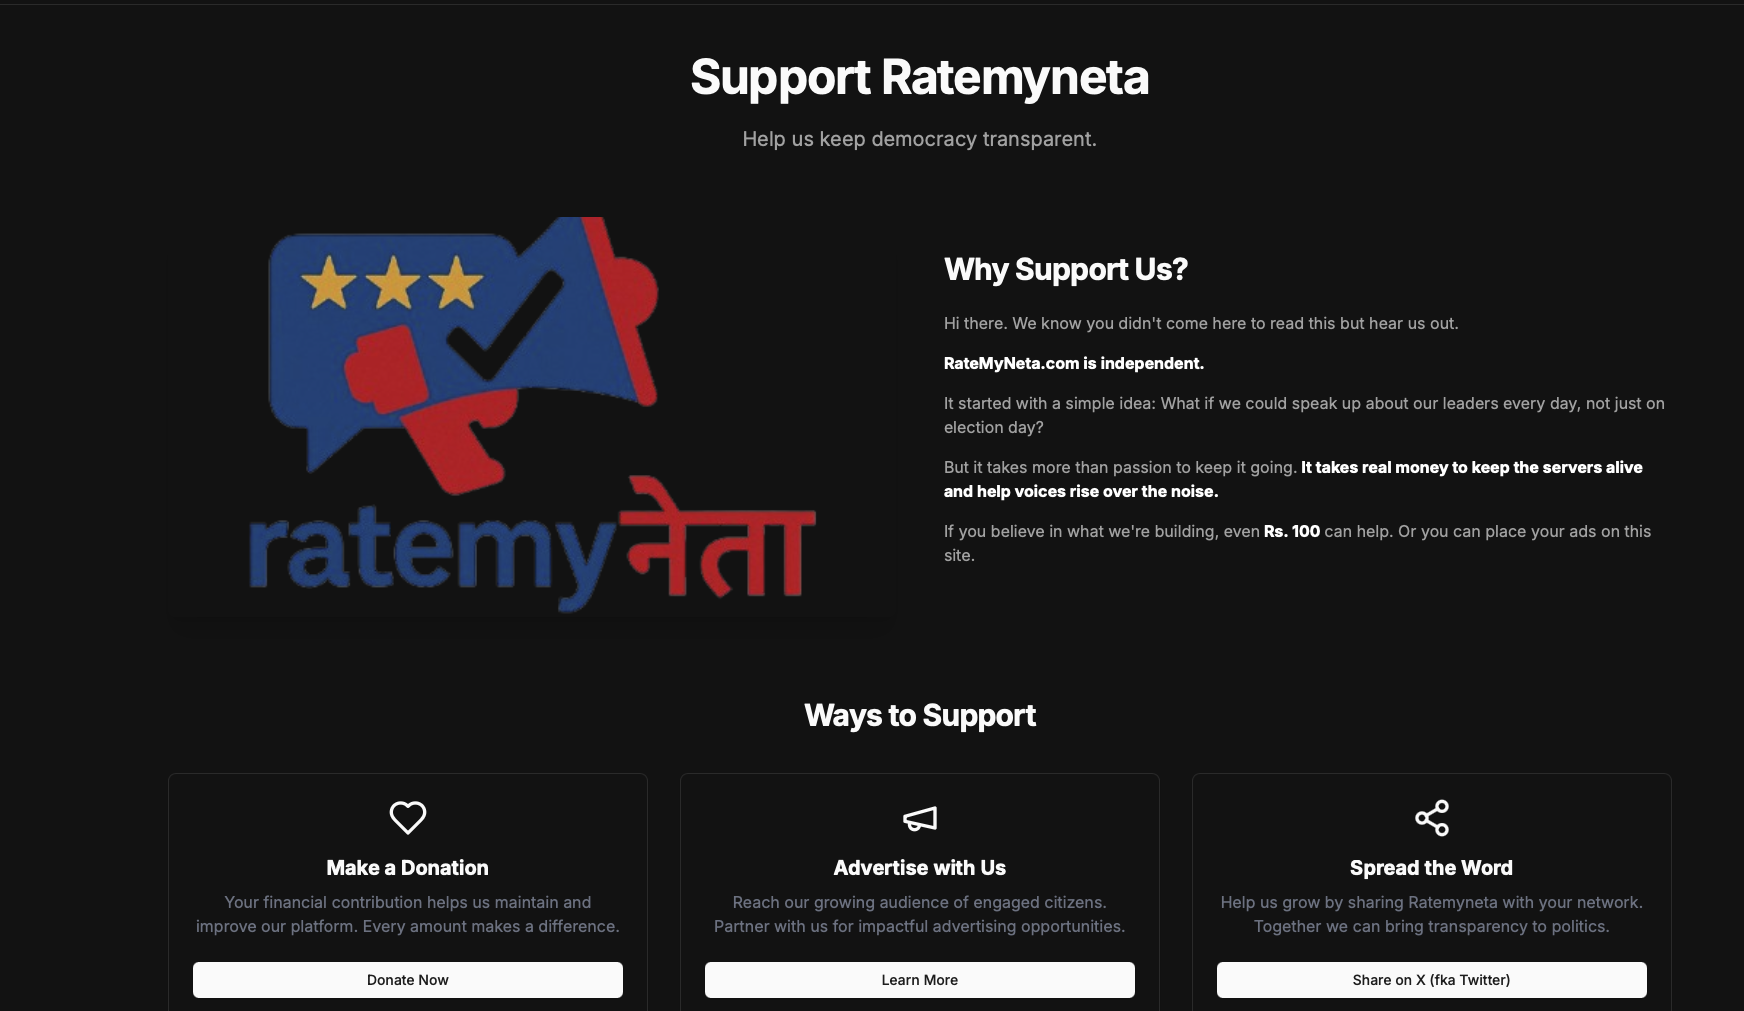 Support Ratemyneta
Help us keep democracy transparent.
ratemyनेता
Why Support Us?
Hi there. We know you didn't come here to read this but hear us out.
RateMyNeta.com is independent.
It started with a simple idea: What if we could speak up about our leaders every day, not just on
election day?
But it takes more than passion to keep it going. It takes real money to keep the servers alive
and help voices rise over the noise.
If you believe in what we're building, even Rs. 100 can help. Or you can place your ads on this
site.
Ways to Support
Make a Donation
Your financial contribution helps us maintain and
improve our platform. Every amount makes a difference.
Donate Now
Advertise with Us
Reach our growing audience of engaged citizens.
Partner with us for impactful advertising opportunities.
Learn More
Spread the Word
Help us grow by sharing Ratemyneta with your network.
Together we can bring transparency to politics.
Share on X (fka Twitter)